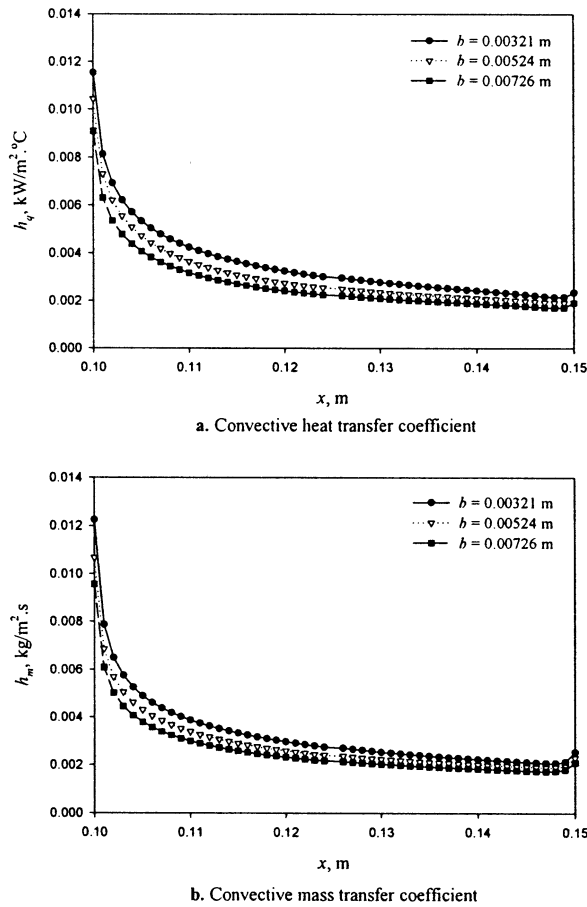 0.014
0.012
0.010
0.008
0.006
0.004
0.002
0.000
h_q, kW/m².°C
b = 0.00321 m
b = 0.00524 m
b = 0.00726 m
0.10 0.11 0.12 0.13 0.14 0.15
x, m
a. Convective heat transfer coefficient
0.014
0.012
0.010
0.008
0.006
0.004
0.002
0.000
h_m, kg/m².s
b = 0.00321 m
b = 0.00524 m
b = 0.00726 m
0.10 0.11 0.12 0.13 0.14 0.15
x, m
b. Convective mass transfer coefficient